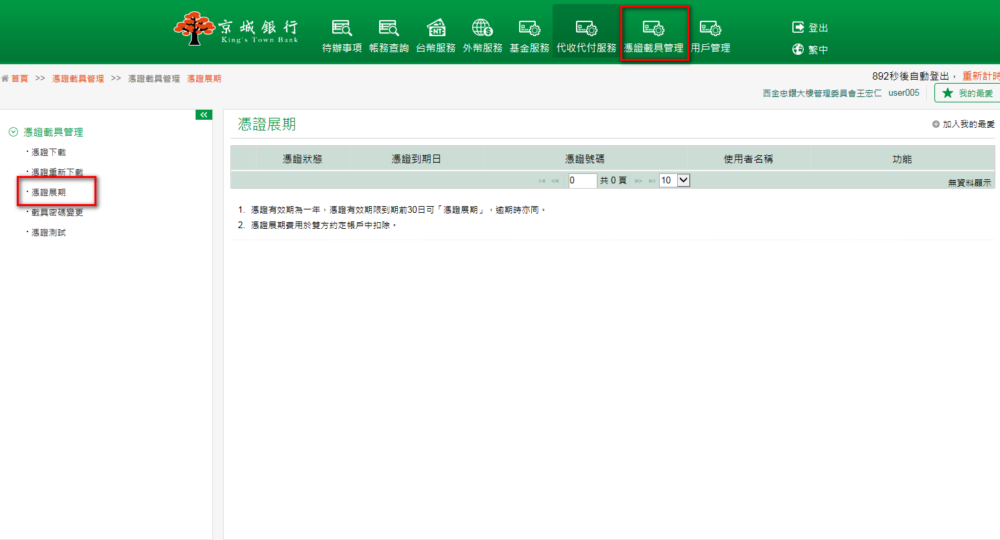 京城銀行
King's Town Bank
待辦事項 帳務查詢 台幣服務 外幣服務 基金服務 代收代付服務 憑證載具管理 用戶管理
登出
繁中
首頁 >> 憑證載具管理 >> 憑證載具管理 憑證展期
892秒後自動登出， 重新計時
西金忠鑽大樓管理委員會王宏仁 user005
我的最愛
憑證載具管理
憑證下載
憑證重新下載
憑證展期
載具密碼變更
憑證測試
憑證展期
加入我的最愛
憑證狀態 憑證到期日 憑證號碼 使用者名稱 功能
0 共 0 頁 10 無資料顯示
1. 憑證有效期為一年，憑證有效期限到期前30日可「憑證展期」，逾期時亦同。
2. 憑證展期費用於雙方約定帳戶中扣除。